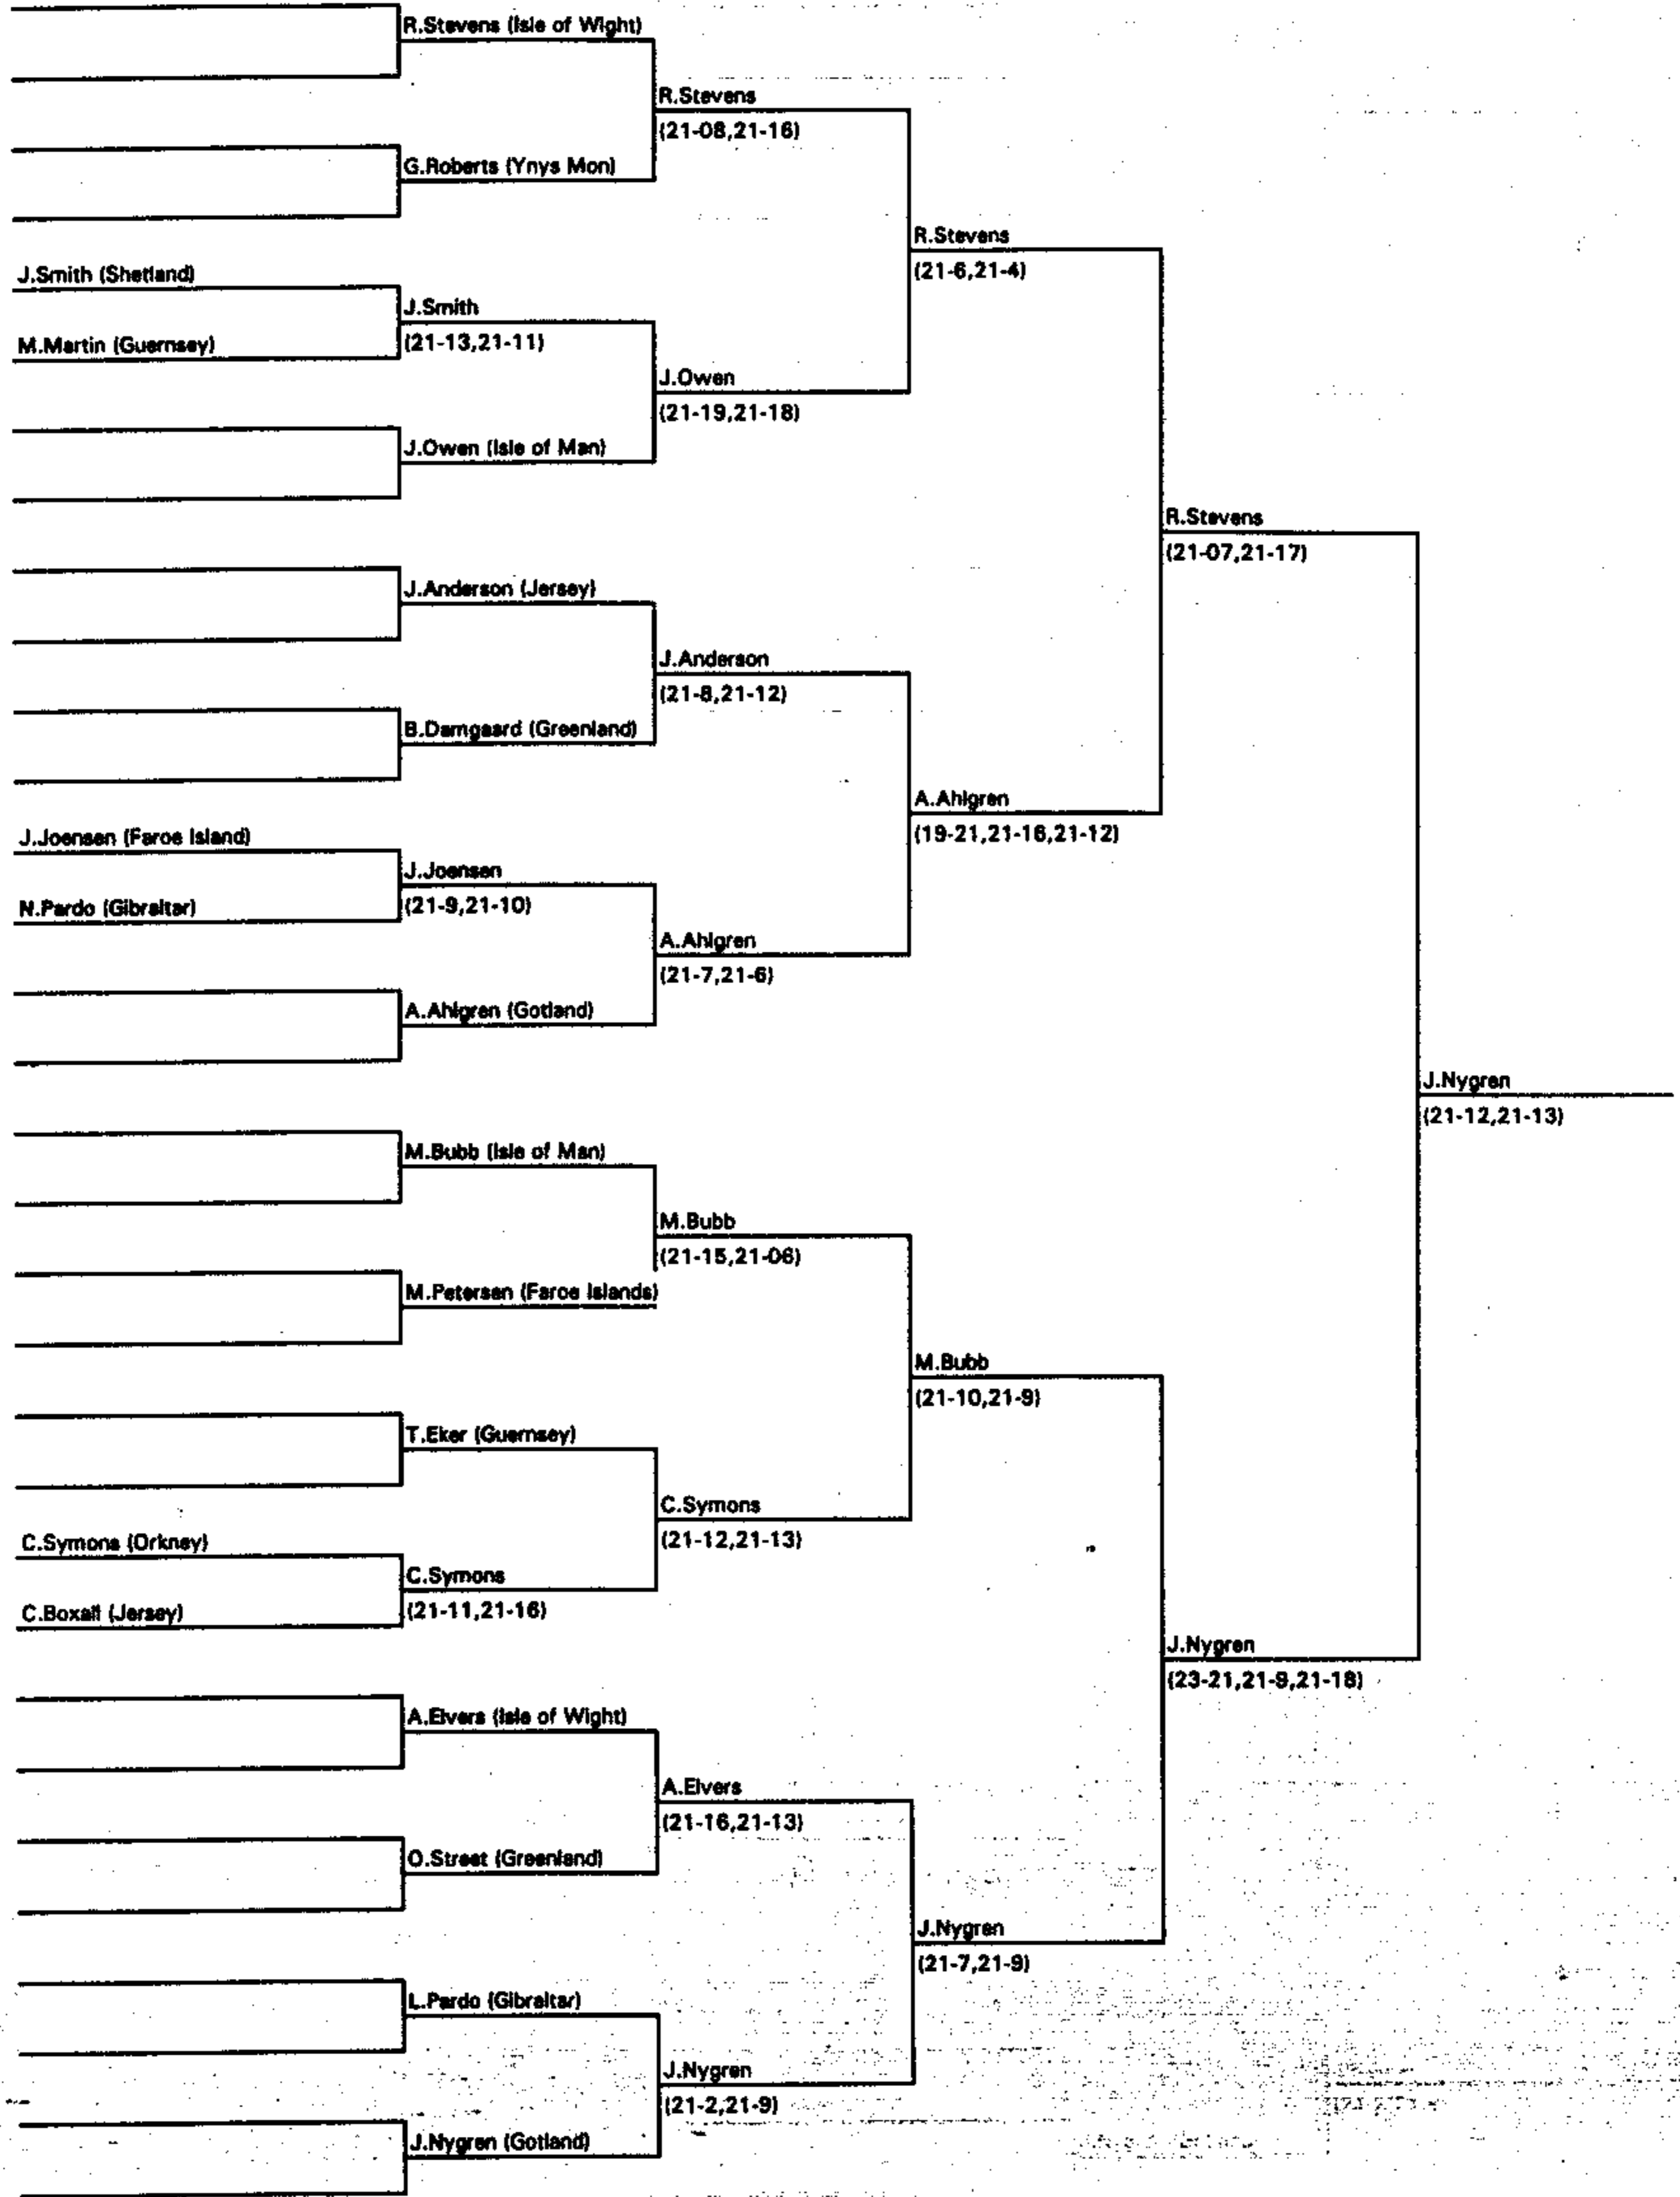 R.Stevens (Isle of Wight)
R.Stevens
(21-08,21-16)
G.Roberts (Ynys Mon)
R.Stevens
(21-6,21-4)
J.Smith (Shetland)
J.Smith
M.Martin (Guernsey)
(21-13,21-11)
J.Owen
(21-19,21-18)
J.Owen (Isle of Man)
R.Stevens
(21-07,21-17)
J.Anderson (Jersey)
J.Anderson
(21-8,21-12)
B.Damgaard (Greenland)
A.Ahlgren
(19-21,21-16,21-12)
J.Joensen (Faroe Island)
J.Joensen
N.Pardo (Gibraltar)
(21-9,21-10)
A.Ahlgren
(21-7,21-6)
A.Ahlgren (Gotland)
J.Nygren
(21-12,21-13)
M.Bubb (Isle of Man)
M.Bubb
(21-15,21-06)
M.Petersen (Faroe Islands)
M.Bubb
(21-10,21-9)
T.Eker (Guernsey)
C.Symons
(21-12,21-13)
C.Symons (Orkney)
C.Symons
C.Boxall (Jersey)
(21-11,21-16)
J.Nygren
(23-21,21-9,21-18)
A.Elvers (Isle of Wight)
A.Elvers
(21-16,21-13)
O.Street (Greenland)
J.Nygren
(21-7,21-9)
L.Pardo (Gibraltar)
J.Nygren
(21-2,21-9)
J.Nygren (Gotland)